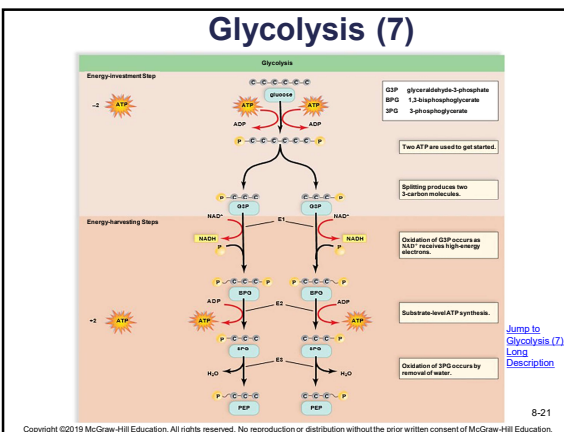 Glycolysis (7)
Glycolysis
Energy-investment Step
C C C C C C
glucose
–2
ATP
ATP
ATP
ADP
ADP
G3P glyceraldehyde-3-phosphate
BPG 1,3-bisphosphoglycerate
3PG 3-phosphoglycerate
P C C C C C C P
Two ATP are used to get started.
Splitting produces two
3-carbon molecules.
P C C C
C C C P
G3P
G3P
Energy-harvesting Steps
NAD+
NAD+
E1
NADH
NADH
P
P
Oxidation of G3P occurs as
NAD+ receives high-energy
electrons.
P C C C P
P C C C P
BPG
BPG
ADP
E2
ADP
+2
ATP
ATP
ATP
Substrate-level ATP synthesis.
P C C C
C C C P
3PG
3PG
E3
H2O
H2O
Oxidation of 3PG occurs by
removal of water.
P C C C
C C C P
PEP
PEP
Jump to
Glycolysis (7)
Long
Description
8-21
Copyright ©2019 McGraw-Hill Education. All rights reserved. No reproduction or distribution without the prior written consent of McGraw-Hill Education.